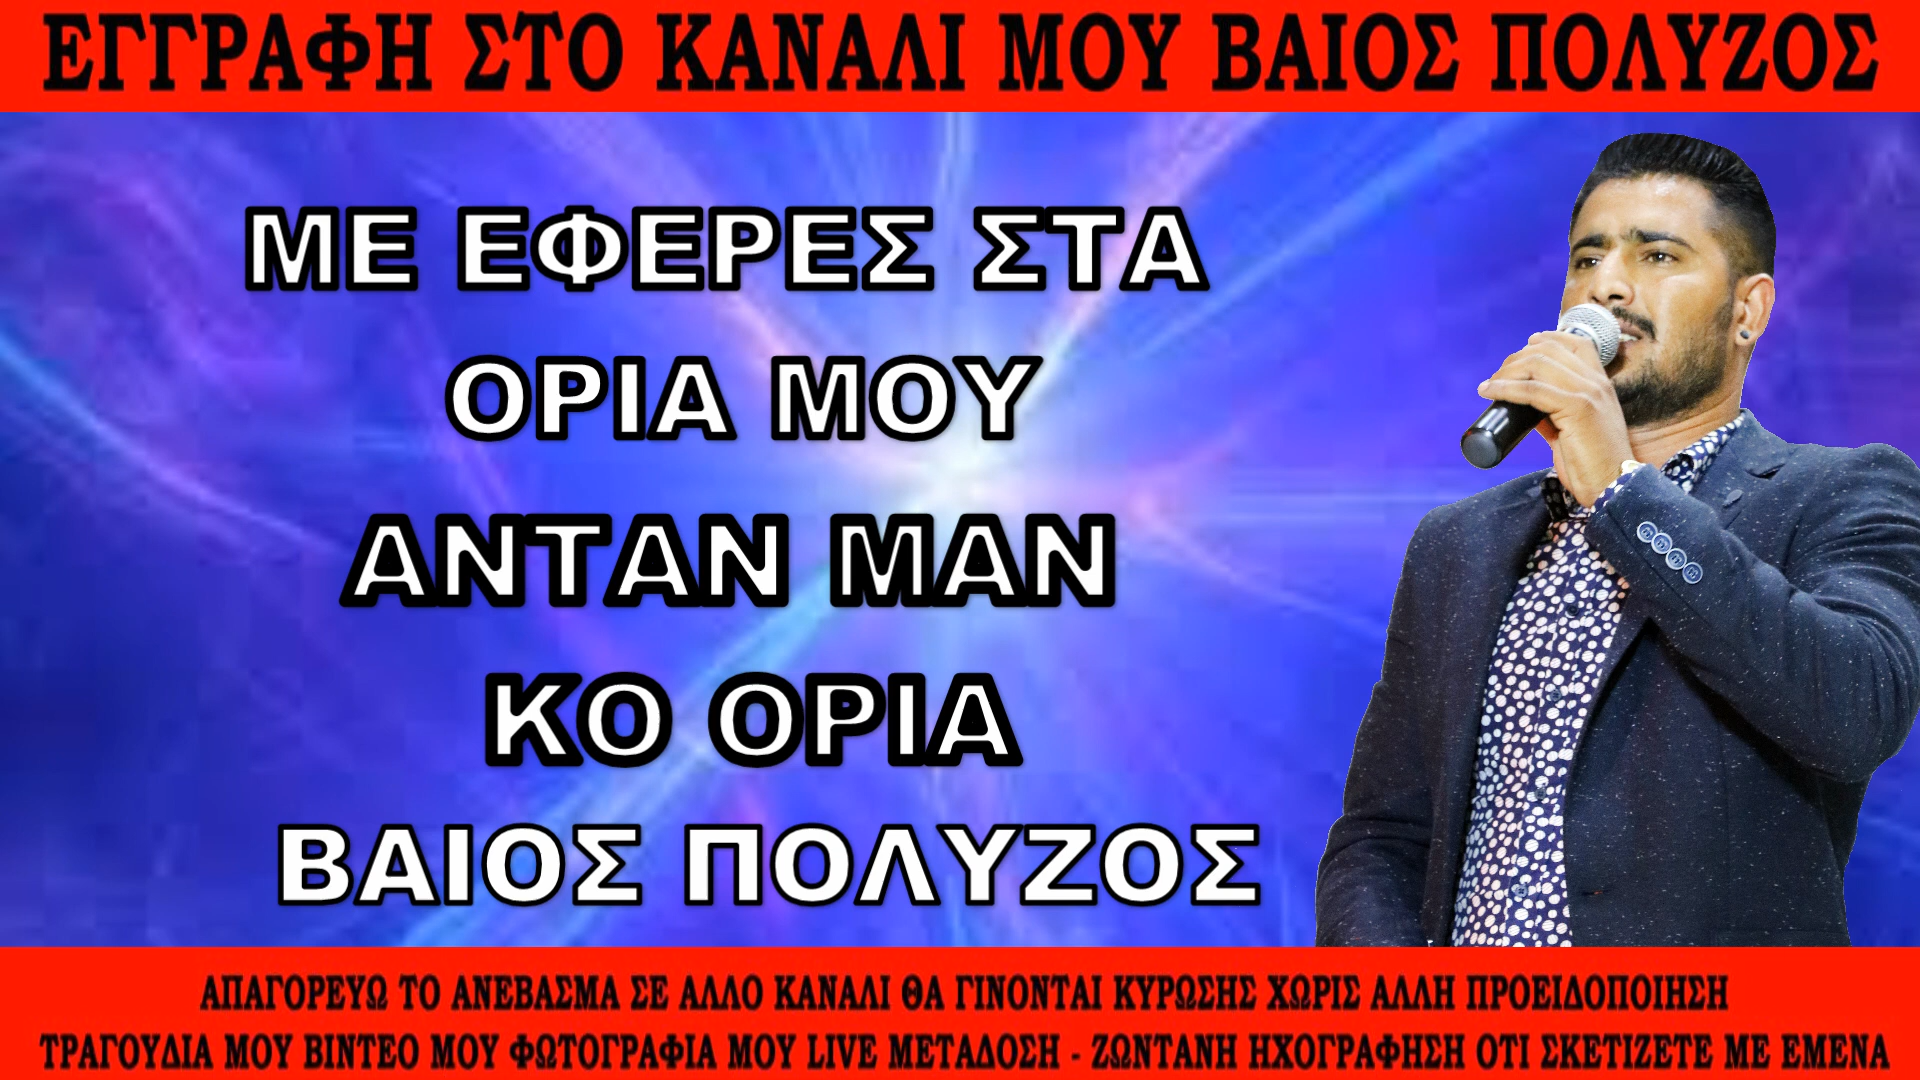 ΕΓΓΡΑΦΗ ΣΤΟ ΚΑΝΑΛΙ ΜΟΥ ΒΑΙΟΣ ΠΟΛΥΖΟΣ
ΜΕ ΕΦΕΡΕΣ ΣΤΑ
ΟΡΙΑ ΜΟΥ
ΑΝΤΑΝ ΜΑΝ
ΚΟ ΟΡΙΑ
ΒΑΙΟΣ ΠΟΛΥΖΟΣ
ΑΠΑΓΟΡΕΥΩ ΤΟ ΑΝΕΒΑΣΜΑ ΣΕ ΑΛΛΟ ΚΑΝΑΛΙ ΘΑ ΓΙΝΟΝΤΑΙ ΚΥΡΩΣΗΣ ΧΩΡΙΣ ΑΛΛΗ ΠΡΟΕΙΔΟΠΟΙΗΣΗ
ΤΡΑΓΟΥΔΙΑ ΜΟΥ ΒΙΝΤΕΟ ΜΟΥ ΦΩΤΟΓΡΑΦΙΑ ΜΟΥ LIVE ΜΕΤΑΔΟΣΗ - ΖΩΝΤΑΝΗ ΗΧΟΓΡΑΦΗΣΗ ΟΤΙ ΣΚΕΤΙΖΕΤΕ ΜΕ ΕΜΕΝΑ